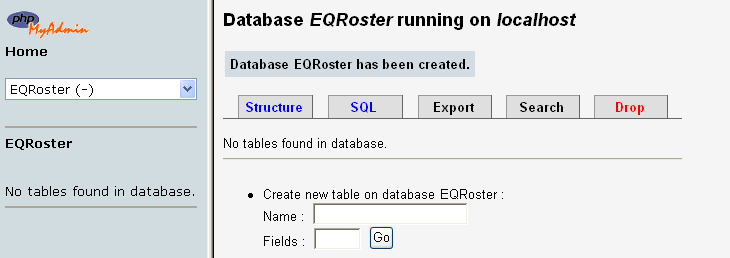 php
MyAdmin
Home
EQRoster (-)
EQRoster
No tables found in database.
Database EQRoster running on localhost
Database EQRoster has been created.
Structure SQL Export Search Drop
No tables found in database.
• Create new table on database EQRoster :
Name :
Fields : Go